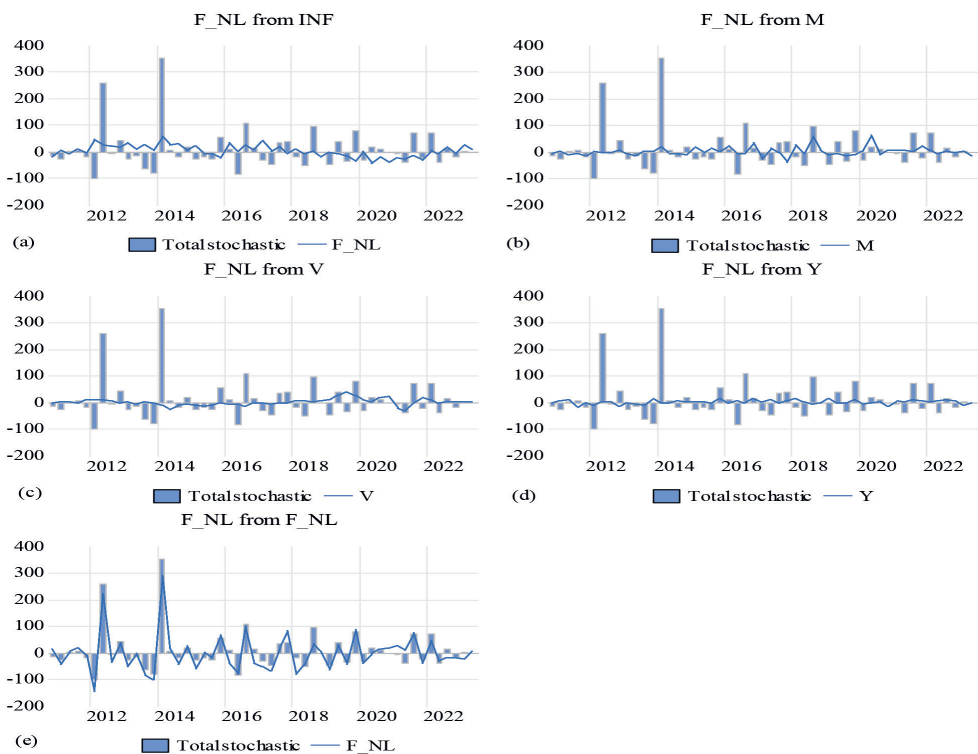 F_NL from INF
400
300
200
100
0
-100
-200
2012 2014 2016 2018 2020 2022
(a) Total stochastic F_NL
F_NL from M
400
300
200
100
0
-100
-200
2012 2014 2016 2018 2020 2022
(b) Total stochastic M
F_NL from V
400
300
200
100
0
-100
-200
2012 2014 2016 2018 2020 2022
(c) Total stochastic V
F_NL from Y
400
300
200
100
0
-100
-200
2012 2014 2016 2018 2020 2022
(d) Total stochastic Y
F_NL from F_NL
400
300
200
100
0
-100
-200
2012 2014 2016 2018 2020 2022
(e) Total stochastic F_NL